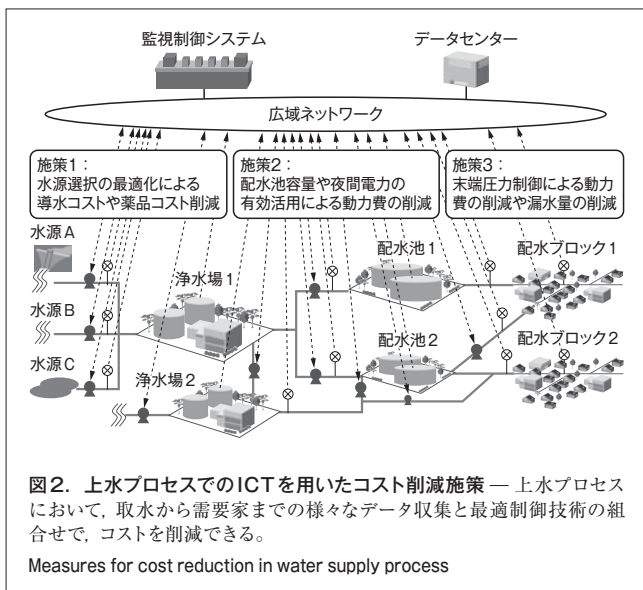 監視制御システム
データセンター
広域ネットワーク
施策1:
水源選択の最適化による
導水コストや薬品コスト削減
施策2:
配水池容量や夜間電力の
有効活用による動力費の削減
施策3:
末端圧力制御による動力
費の削減や漏水量の削減
水源A
水源B
水源C
浄水場1
浄水場2
配水池1
配水池2
配水ブロック1
配水ブロック2
図2. 上水プロセスでのICTを用いたコスト削減施策 — 上水プロセス
において,取水から需要家までの様々なデータ収集と最適制御技術の組
合せで,コストを削減できる。
Measures for cost reduction in water supply process